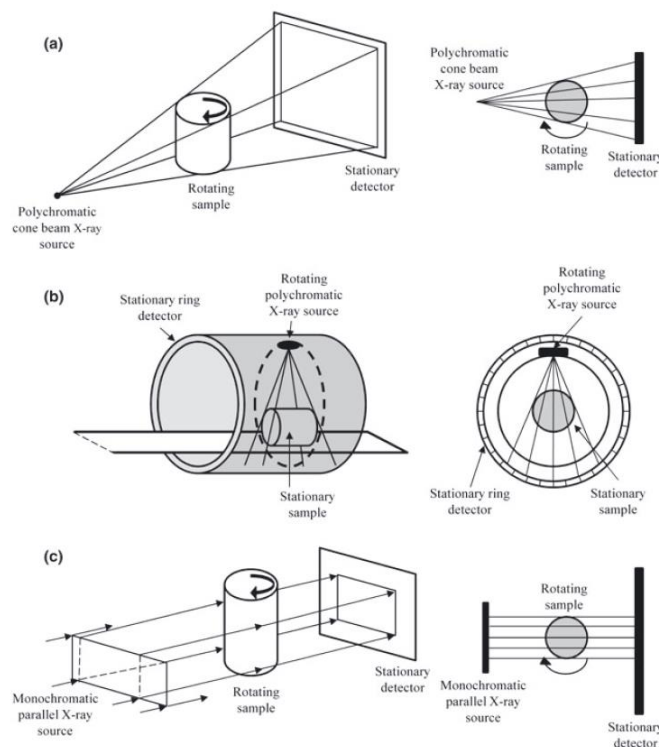 (a)
Polychromatic
cone beam X-ray
source
Rotating
sample
Stationary
detector
Polychromatic
cone beam
X-ray source
Rotating
sample
Stationary
detector
(b)
Stationary ring
detector
Rotating
polychromatic
X-ray source
Stationary
sample
Rotating
polychromatic
X-ray source
Stationary ring
detector
Stationary
sample
(c)
Monochromatic
parallel X-ray
source
Rotating
sample
Stationary
detector
Rotating
sample
Monochromatic
parallel X-ray
source
Stationary
detector